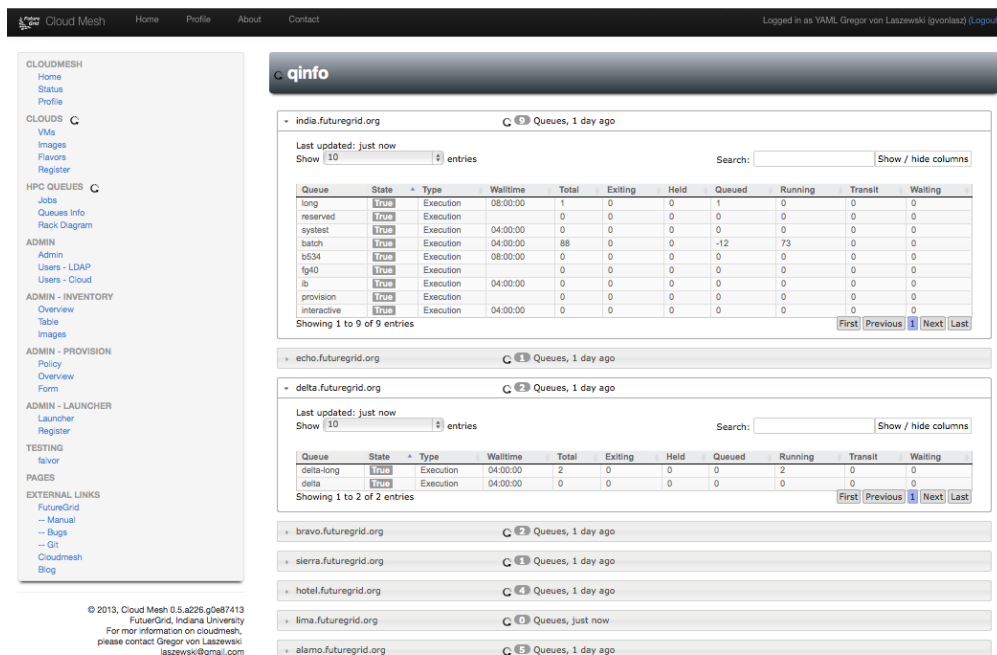 Future Grid Cloud Mesh Home Profile About Contact Logged in as YAML Gregor von Laszewski (gvonlasz) (Logout
CLOUDMESH
Home
Status
Profile
CLOUDS
VMs
Images
Flavors
Register
HPC QUEUES
Jobs
Queues Info
Rack Diagram
ADMIN
Admin
Users - LDAP
Users - Cloud
ADMIN - INVENTORY
Overview
Table
Images
ADMIN - PROVISION
Policy
Overview
Form
ADMIN - LAUNCHER
Launcher
Register
TESTING
falvor
PAGES
EXTERNAL LINKS
FutureGrid
-- Manual
-- Bugs
-- Git
Cloudmesh
Blog
© 2013, Cloud Mesh 0.5.a226.g0e87413
FutuerGrid, Indiana University
For mor information on cloudmesh,
please contact Gregor von Laszewski
laszewski@gmail.com
qinfo
india.futuregrid.org 9 Queues, 1 day ago
Last updated: just now
Show 10 entries Search: Show / hide columns
Queue State Type Walltime Total Exiting Held Queued Running Transit Waiting
long True Execution 08:00:00 1 0 0 1 0 0 0
reserved True Execution 0 0 0 0 0 0 0
systest True Execution 04:00:00 0 0 0 0 0 0 0
batch True Execution 04:00:00 88 0 0 -12 73 0 0
b534 True Execution 08:00:00 0 0 0 0 0 0 0
fg40 True Execution 0 0 0 0 0 0 0
ib True Execution 04:00:00 0 0 0 0 0 0 0
provision True Execution 0 0 0 0 0 0 0
interactive True Execution 04:00:00 0 0 0 0 0 0 0
Showing 1 to 9 of 9 entries First Previous 1 Next Last
echo.futuregrid.org 1 Queues, 1 day ago
delta.futuregrid.org 2 Queues, 1 day ago
Last updated: just now
Show 10 entries Search: Show / hide columns
Queue State Type Walltime Total Exiting Held Queued Running Transit Waiting
delta-long True Execution 04:00:00 2 0 0 0 2 0 0
delta True Execution 04:00:00 0 0 0 0 0 0 0
Showing 1 to 2 of 2 entries First Previous 1 Next Last
bravo.futuregrid.org 2 Queues, 1 day ago
sierra.futuregrid.org 1 Queues, 1 day ago
hotel.futuregrid.org 4 Queues, 1 day ago
lima.futuregrid.org 0 Queues, just now
alamo.futuregrid.org 5 Queues, 1 day ago